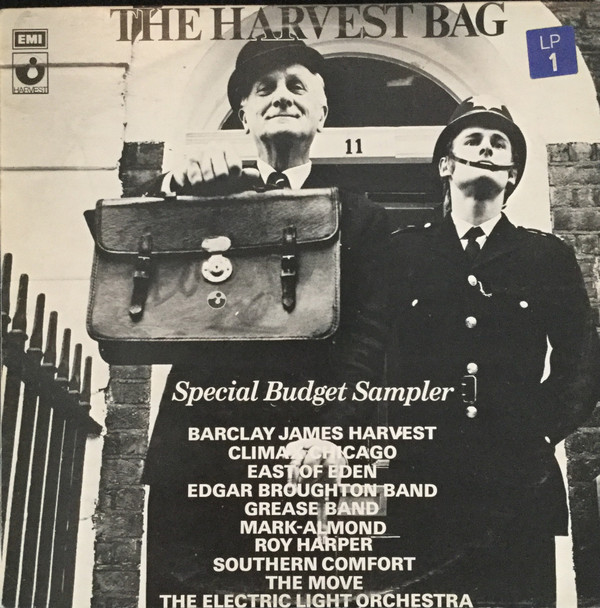 THE HARVEST BAG
EMI
HARVEST
LP
1
11
Special Budget Sampler
BARCLAY JAMES HARVEST
CLIMAX CHICAGO
EAST OF EDEN
EDGAR BROUGHTON BAND
GREASE BAND
MARK-ALMOND
ROY HARPER
SOUTHERN COMFORT
THE MOVE
THE ELECTRIC LIGHT ORCHESTRA